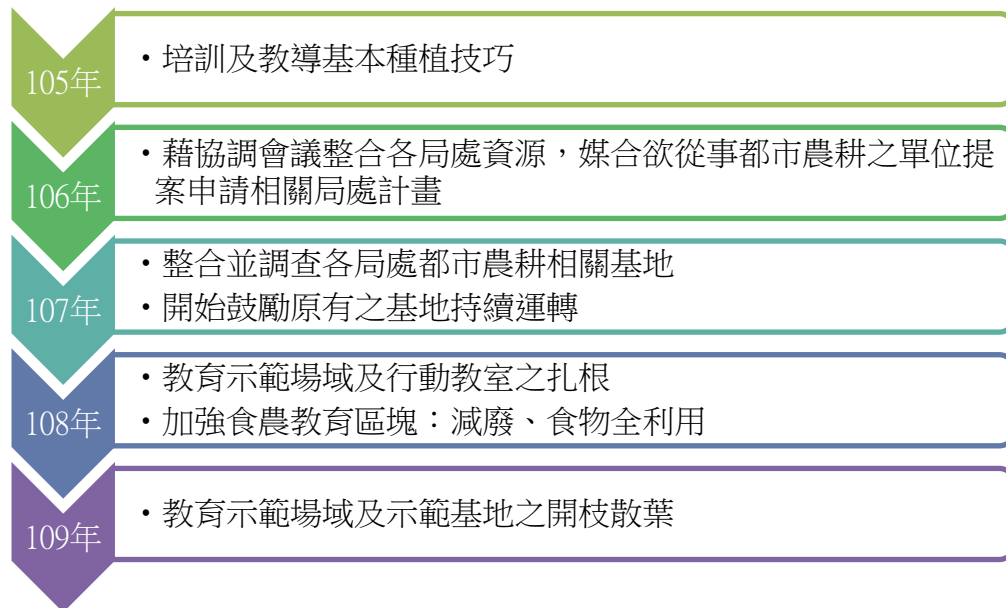 105年
・培訓及教導基本種植技巧
106年
・藉協調會議整合各局處資源，媒合欲從事都市農耕之單位提
案申請相關局處計畫
107年
・整合並調查各局處都市農耕相關基地
・開始鼓勵原有之基地持續運轉
108年
・教育示範場域及行動教室之扎根
・加強食農教育區塊：減廢、食物全利用
109年
・教育示範場域及示範基地之開枝散葉